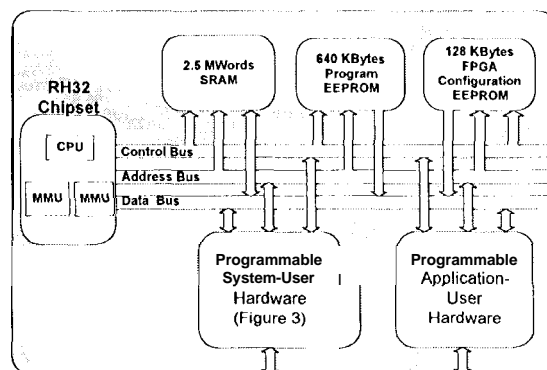 2.5 MWords
SRAM
640 KBytes
Program
EEPROM
128 KBytes
FPGA
Configuration
EEPROM
RH32
Chipset
CPU
MMU
MMU
Control Bus
Address Bus
Data Bus
Programmable
System-User
Hardware
(Figure 3)
Programmable
Application-
User
Hardware